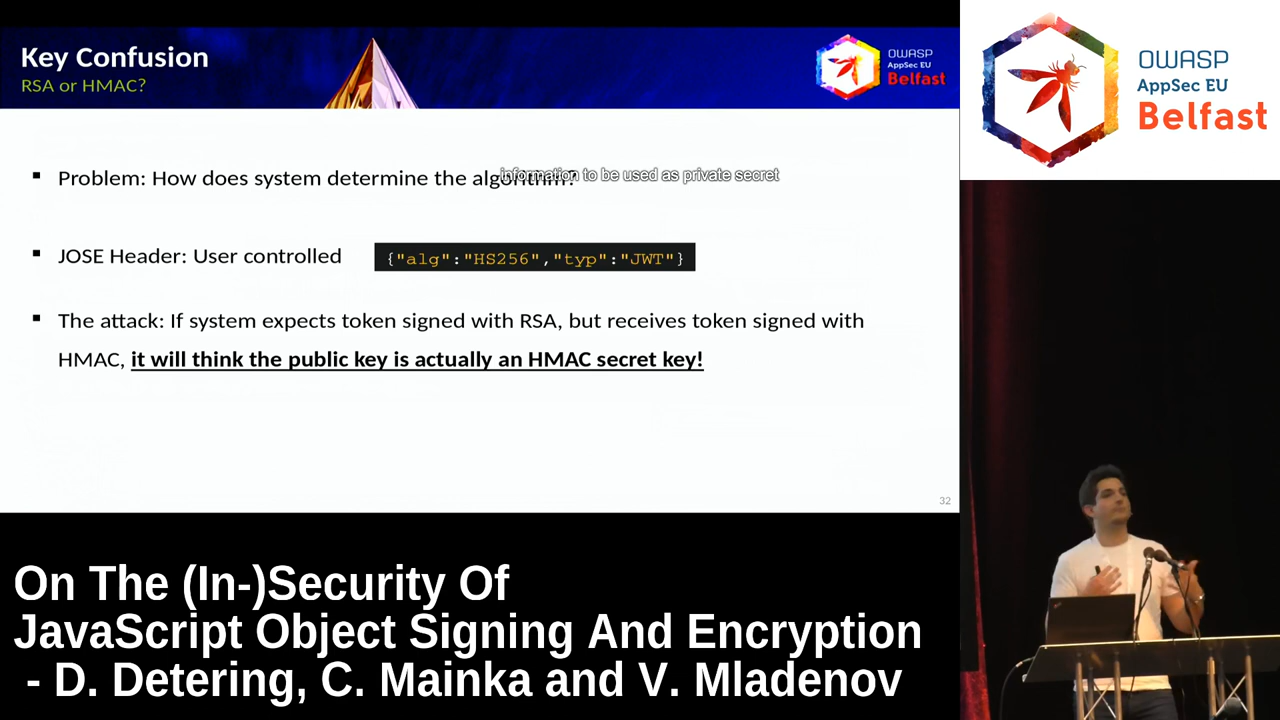 Key Confusion
RSA or HMAC?
OWASP
AppSec EU
Belfast
OWASP
AppSec EU
Belfast
▪ Problem: How does system determine the algorithm?
information to be used as private secret
▪ JOSE Header: User controlled {"alg":"HS256","typ":"JWT"}
▪ The attack: If system expects token signed with RSA, but receives token signed with
HMAC, it will think the public key is actually an HMAC secret key!
32
On The (In-)Security Of
JavaScript Object Signing And Encryption
- D. Detering, C. Mainka and V. Mladenov